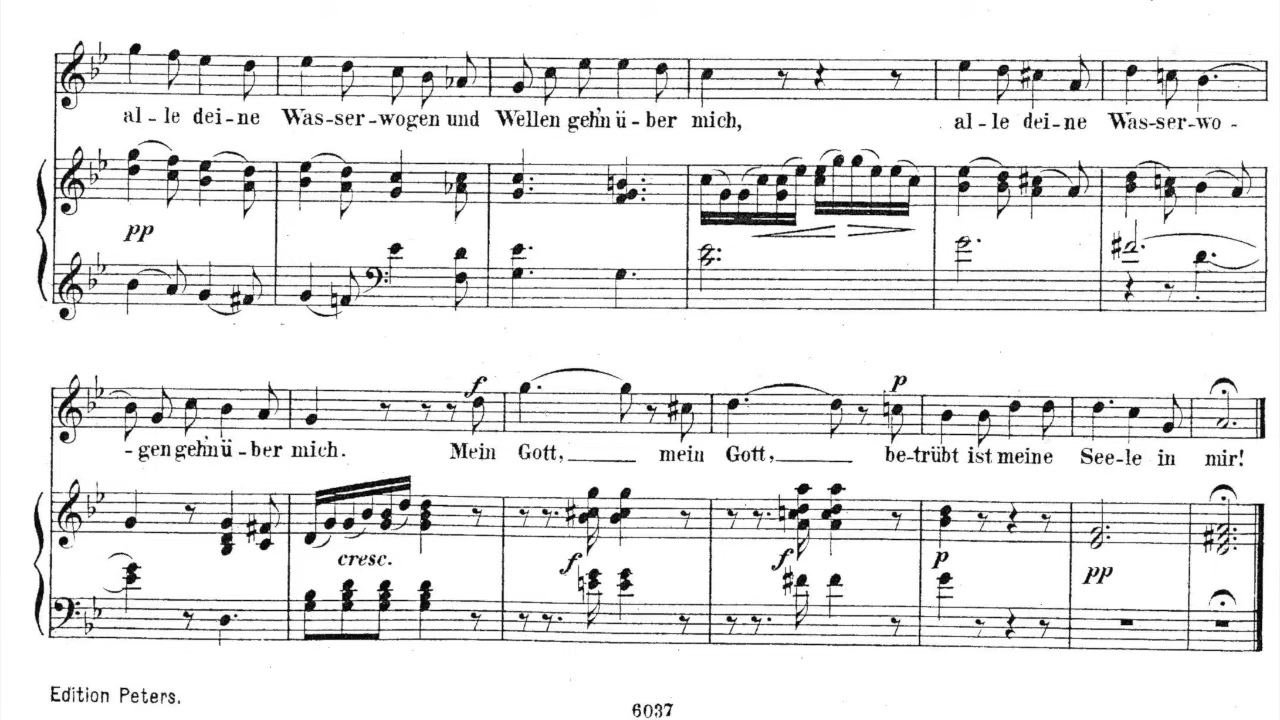 al - le dei - ne Was - ser - wogen und Wellen geh'n ü - ber mich, al - le dei - ne Was - ser - wo -
pp
f p
- gen geh'n ü - ber mich. Mein Gott, mein Gott, be - trübt ist meine See - le in mir!
cresc. f f p pp
Edition Peters.
6037